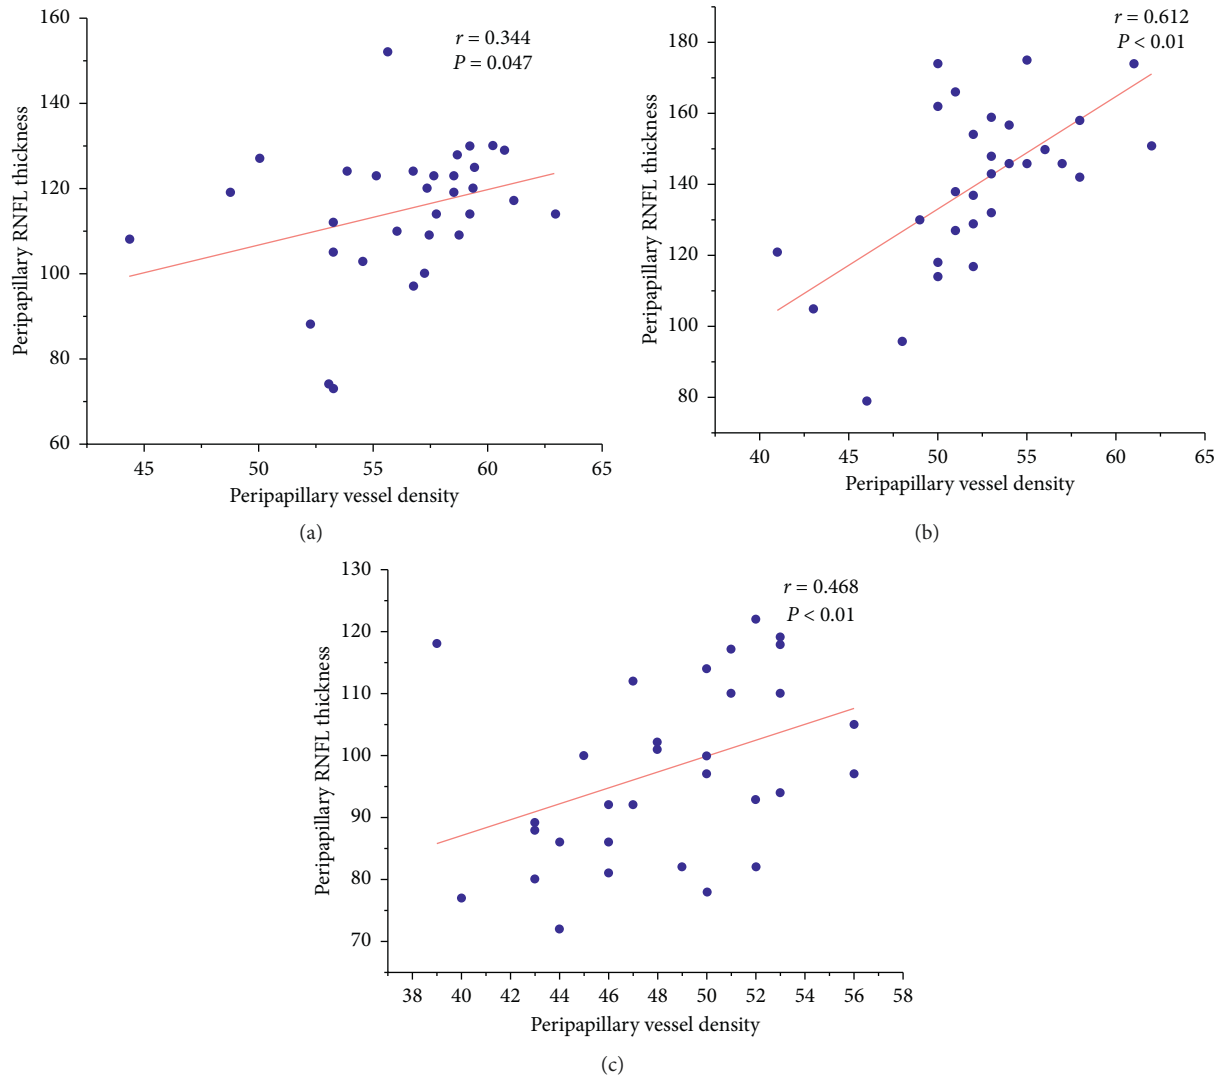 160
140
120
100
80
60
Peripapillary RNFL thickness
r = 0.344
P = 0.047
45 50 55 60 65
Peripapillary vessel density
(a)
180
160
140
120
100
80
Peripapillary RNFL thickness
r = 0.612
P < 0.01
40 45 50 55 60 65
Peripapillary vessel density
(b)
130
120
110
100
90
80
70
Peripapillary RNFL thickness
r = 0.468
P < 0.01
38 40 42 44 46 48 50 52 54 56 58
Peripapillary vessel density
(c)